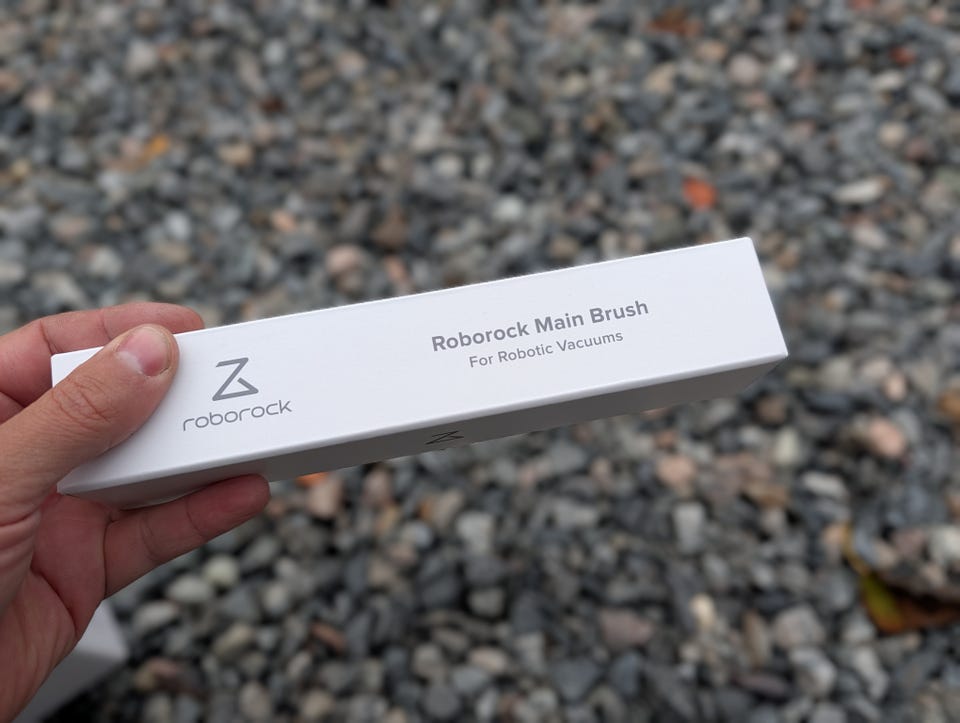 roborock
Roborock Main Brush
For Robotic Vacuums